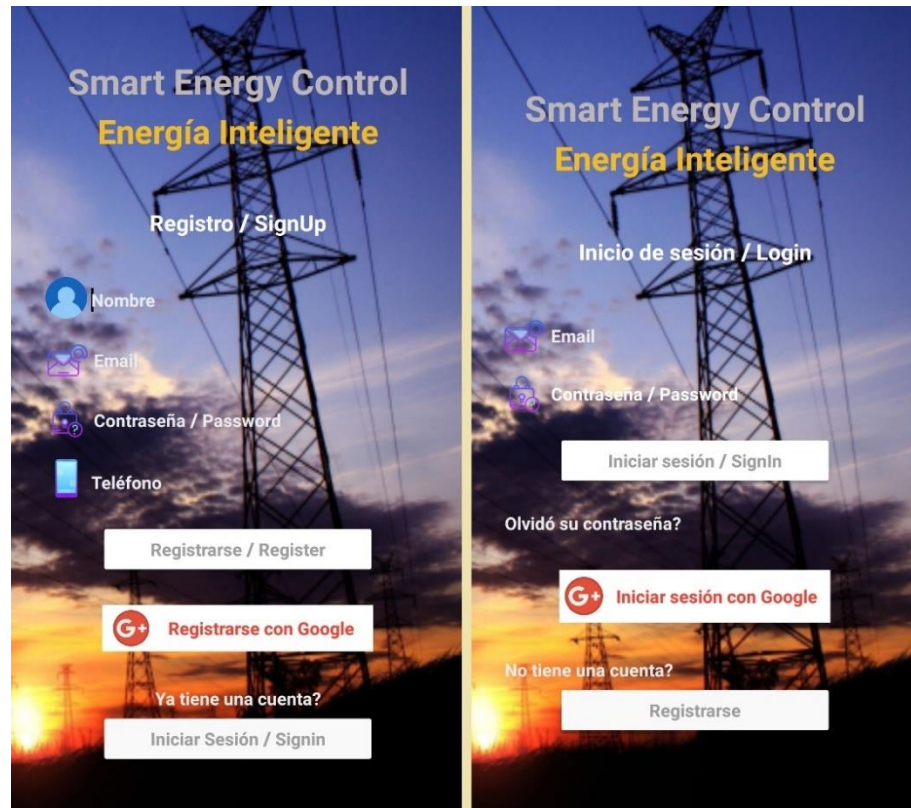 Smart Energy Control
Energía Inteligente
Registro / SignUp
Nombre
Email
Contraseña / Password
Teléfono
Registrarse / Register
G+ Registrarse con Google
Ya tiene una cuenta?
Iniciar Sesión / Signin
Smart Energy Control
Energía Inteligente
Inicio de sesión / Login
Email
Contraseña / Password
Iniciar sesión / SignIn
Olvidó su contraseña?
G+ Iniciar sesión con Google
No tiene una cuenta?
Registrarse